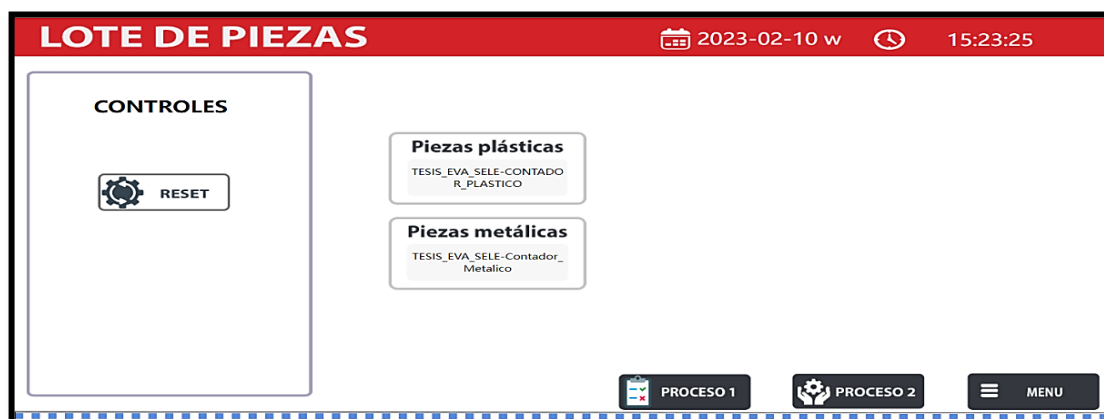 LOTE DE PIEZAS
2023-02-10 w
15:23:25
CONTROLES
RESET
Piezas plásticas
TESIS_EVA_SELE-CONTADO
R_PLASTICO
Piezas metálicas
TESIS_EVA_SELE-Contador_
Metalico
PROCESO 1
PROCESO 2
MENU